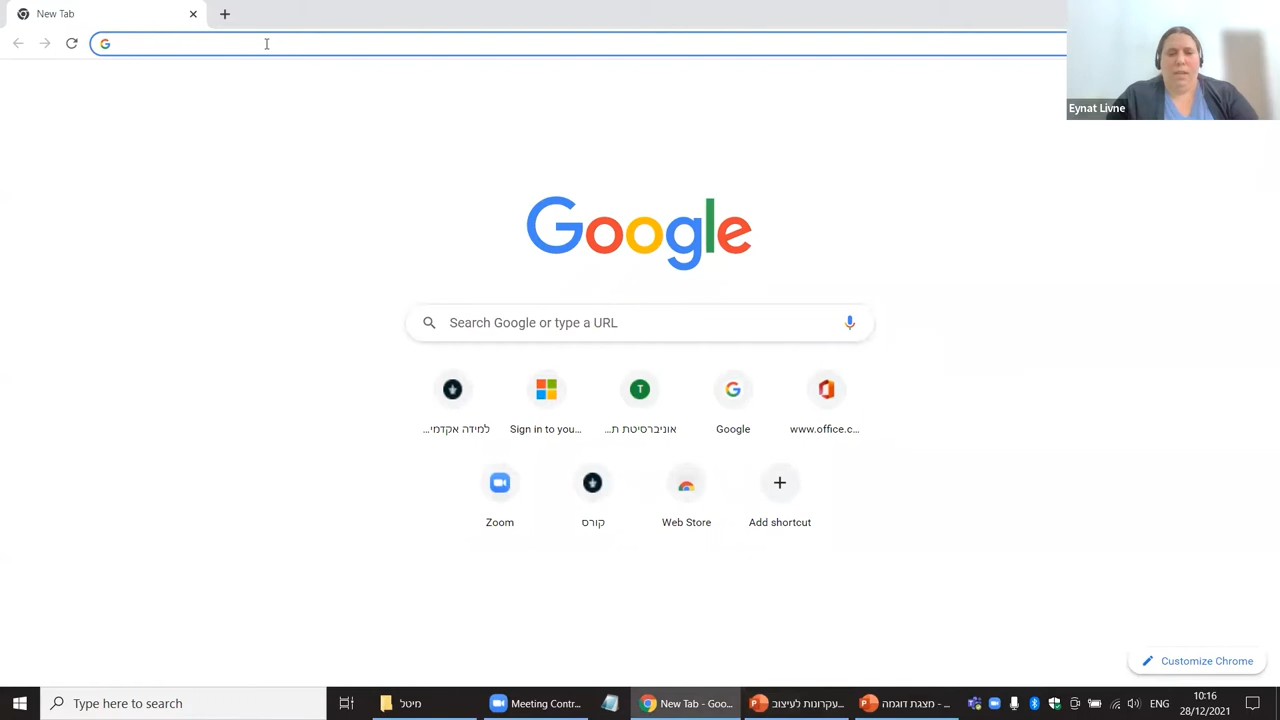 New Tab
Eynat Livne
Google
Search Google or type a URL
למידה אקדמי...
Sign in to you...
אוניברסיטת ת...
Google
www.office.c...
Zoom
קורס
Web Store
Add shortcut
Customize Chrome
Type here to search
מיטל
Meeting Contr...
New Tab - Goo...
עקרונות לעיצוב...
מצגת דוגמה - ...
ENG
10:16
28/12/2021